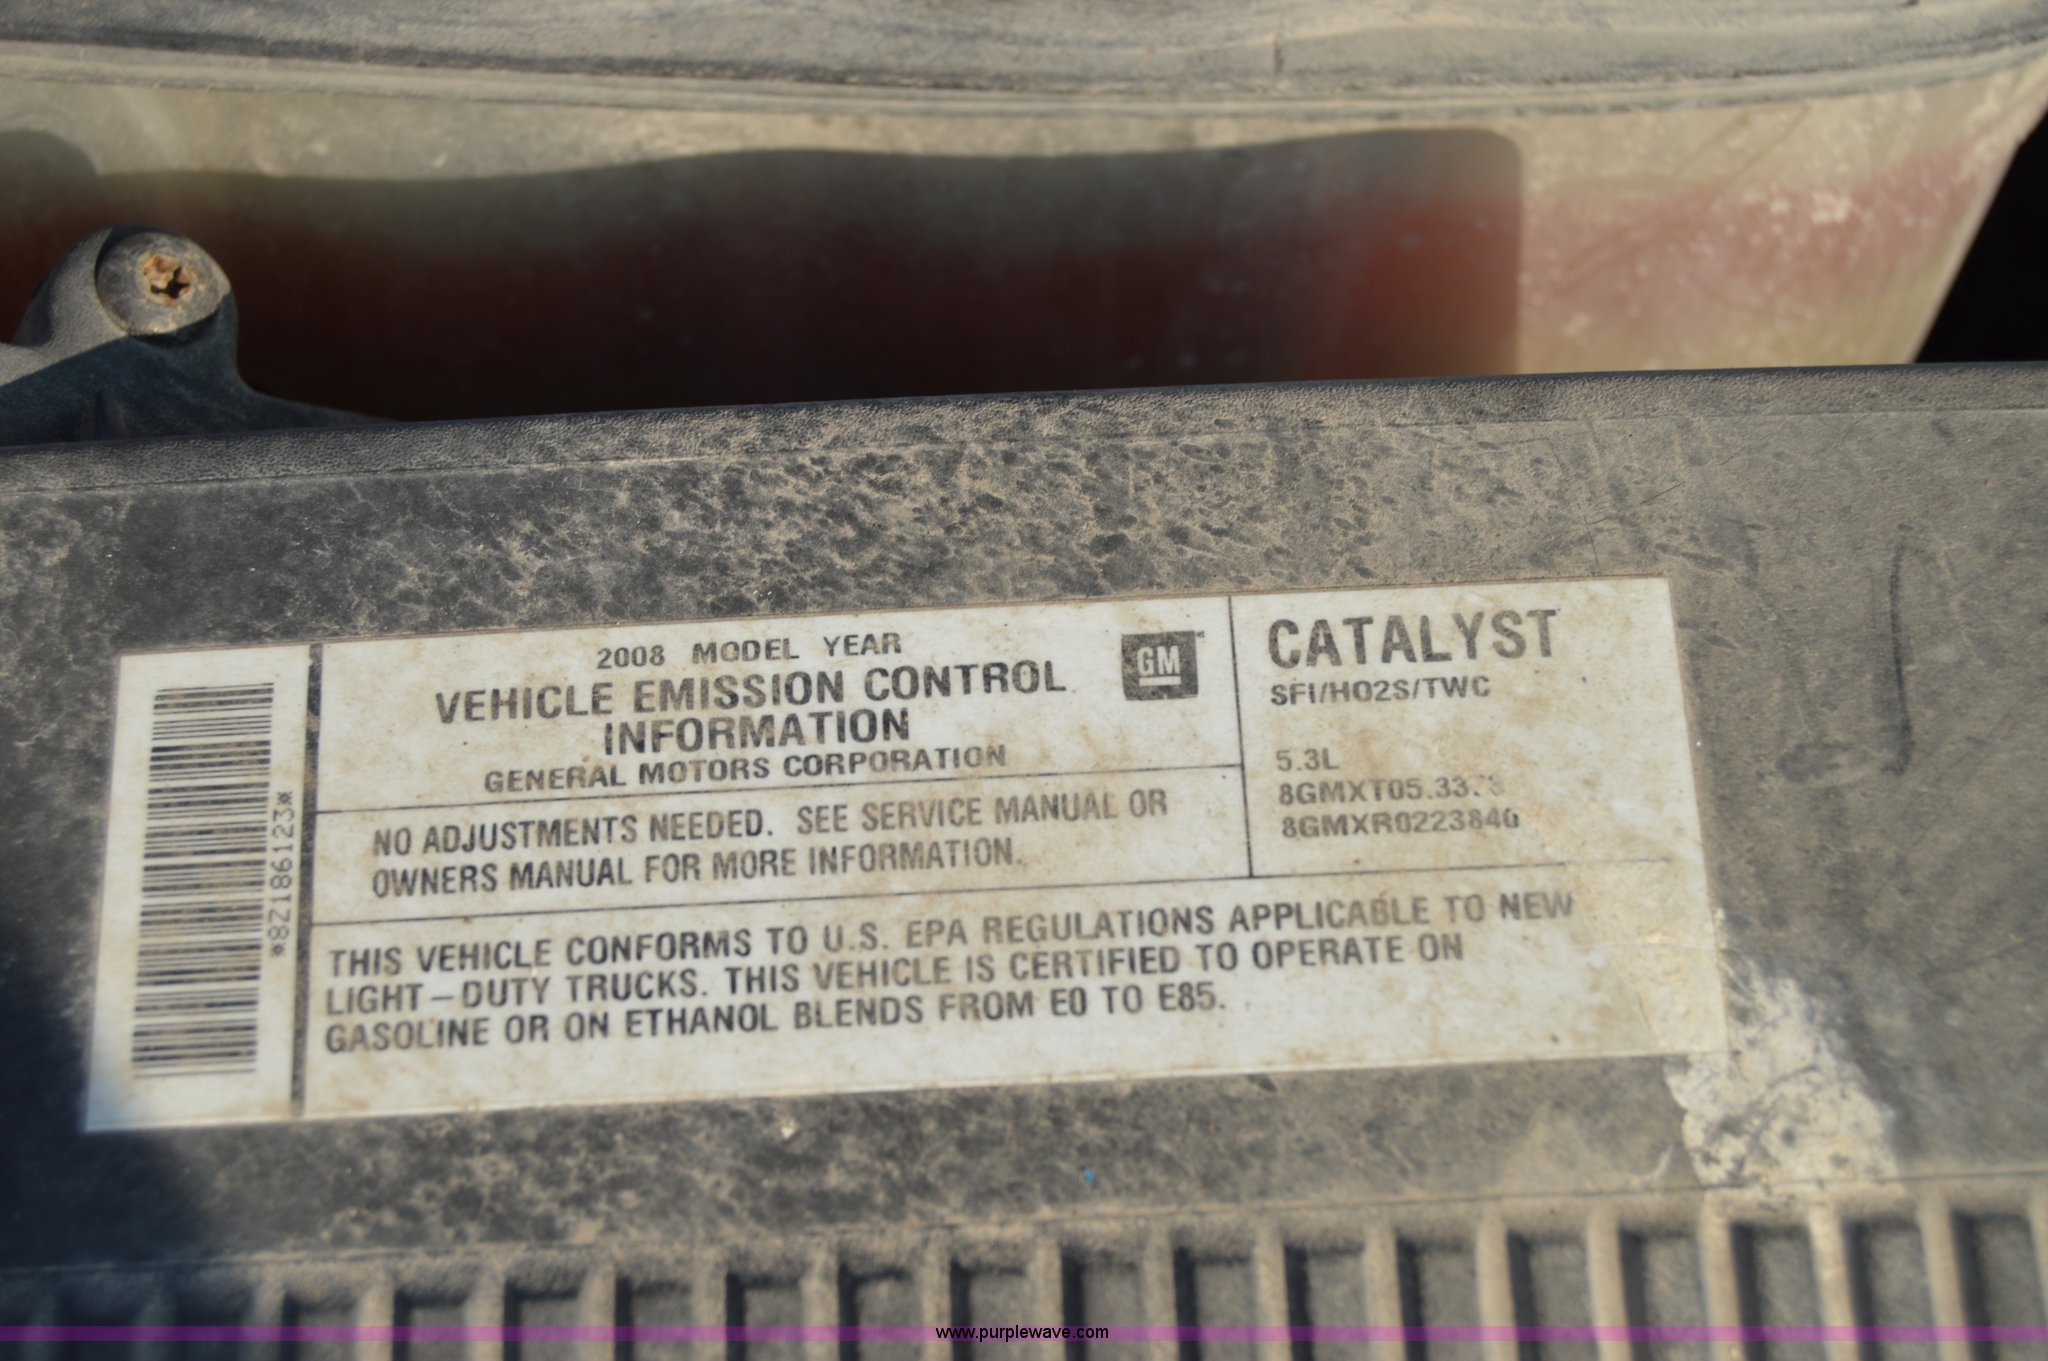 2008 MODEL YEAR
VEHICLE EMISSION CONTROL
INFORMATION
GENERAL MOTORS CORPORATION
GM
NO ADJUSTMENTS NEEDED. SEE SERVICE MANUAL OR
OWNERS MANUAL FOR MORE INFORMATION.
CATALYST
SFI/HO2S/TWC
5.3L
8GMXR0223840
THIS VEHICLE CONFORMS TO U.S. EPA REGULATIONS APPLICABLE TO NEW
LIGHT-DUTY TRUCKS. THIS VEHICLE IS CERTIFIED TO OPERATE ON
GASOLINE OR ON ETHANOL BLENDS FROM E0 TO E85.
www.purplewave.com